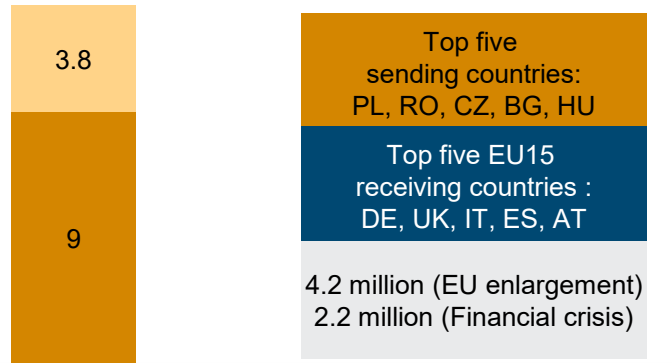 3.8
9
Top five
sending countries:
PL, RO, CZ, BG, HU
Top five EU15
receiving countries :
DE, UK, IT, ES, AT
4.2 million (EU enlargement)
2.2 million (Financial crisis)